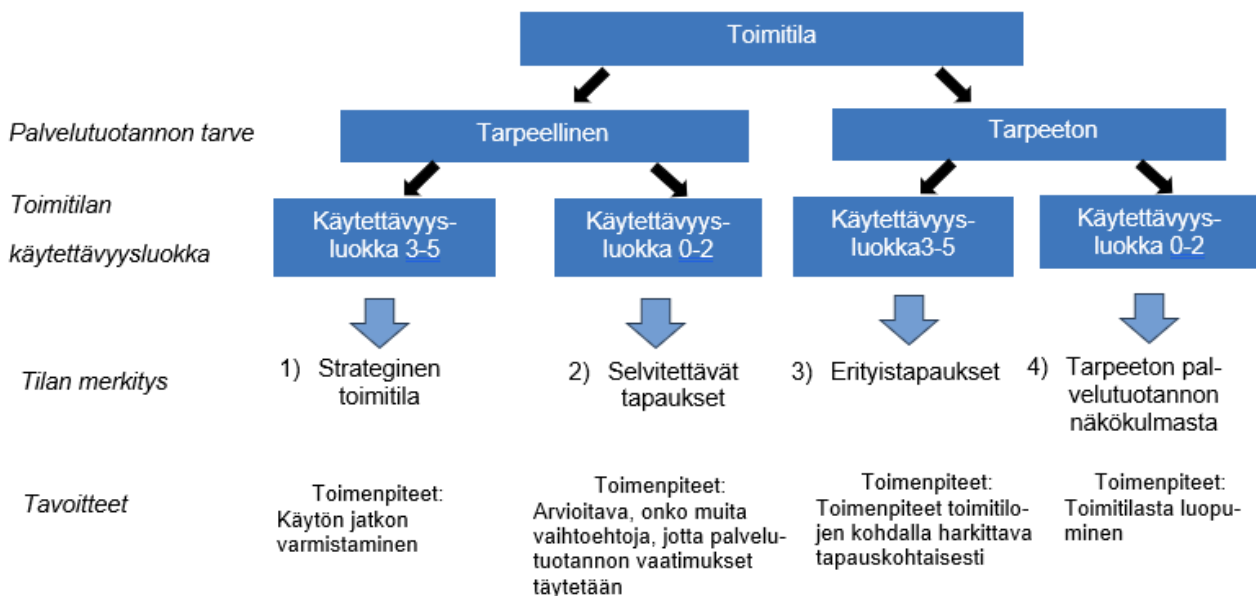 Toimitila
Palvelutuotannon tarve
Tarpeellinen
Tarpeeton
Toimitilan
käytettävyysluokka
Käytettävyys-
luokka 3-5
Käytettävyys-
luokka 0-2
Käytettävyys-
luokka3-5
Käytettävyys-
luokka 0-2
Tilan merkitys
1) Strateginen
toimitila
2) Selvitettävät
tapaukset
3) Erityistapaukset
4) Tarpeeton pal-
velutuotannon
näkökulmasta
Tavoitteet
Toimenpiteet:
Käytön jatkon
varmistaminen
Toimenpiteet:
Arvioitava, onko muita
vaihtoehtoja, jotta palvelu-
tuotannon vaatimukset
täytetään
Toimenpiteet:
Toimenpiteet toimitilo-
jen kohdalla harkittava
tapauskohtaisesti
Toimenpiteet:
Toimitilasta luopu-
minen